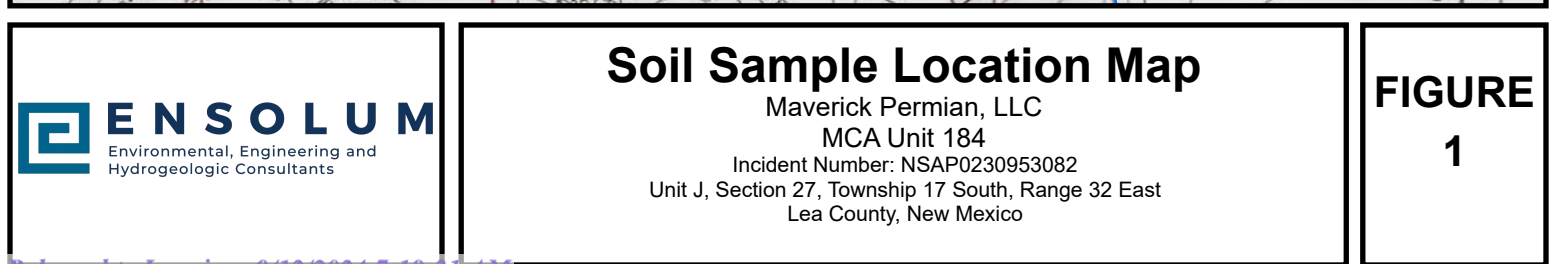 ENSOLUM
Environmental, Engineering and
Hydrogeologic Consultants
Soil Sample Location Map
Maverick Permian, LLC
MCA Unit 184
Incident Number: NSAP0230953082
Unit J, Section 27, Township 17 South, Range 32 East
Lea County, New Mexico
FIGURE
1